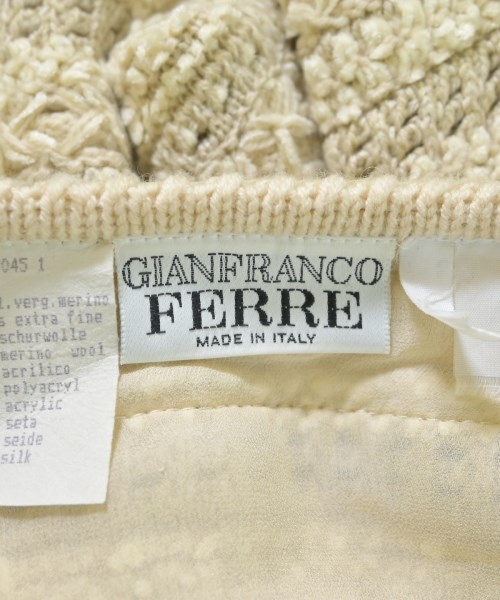 045 1
verg.merino
extra fine
schurwolle
merino wool
acrilico
polyacryl
acrylic
seta
seide
silk
GIANFRANCO
FERRE
MADE IN ITALY